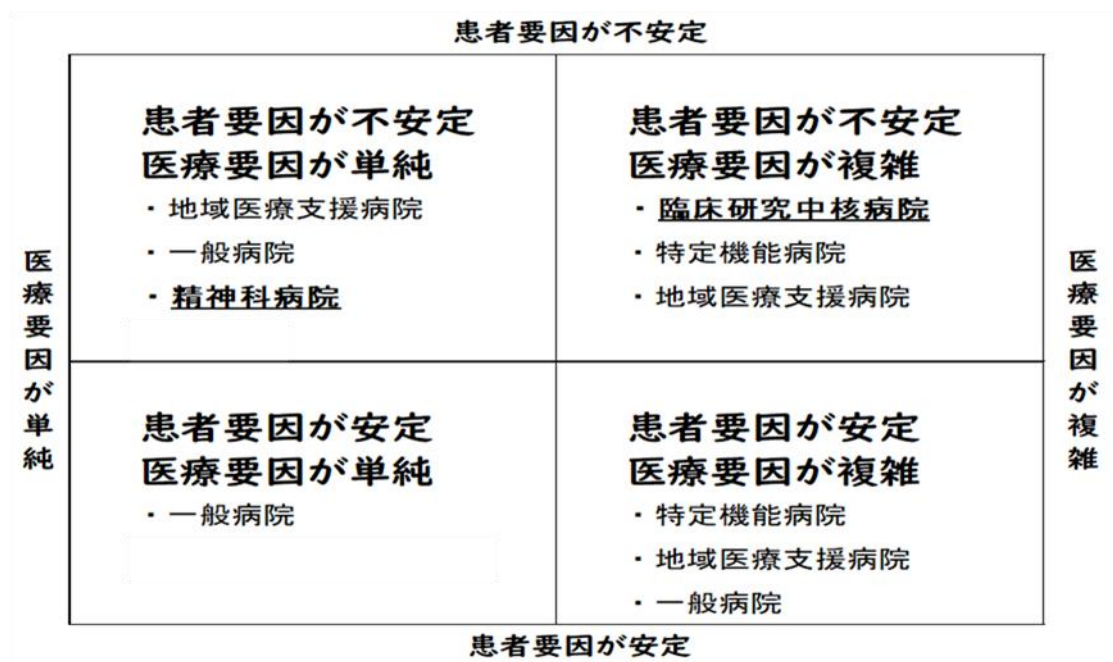 患者要因が不安定
患者要因が不安定
医療要因が単純
・地域医療支援病院
・一般病院
・精神科病院
患者要因が不安定
医療要因が複雑
・臨床研究中核病院
・特定機能病院
・地域医療支援病院
医療要因が単純
医療要因が複雑
患者要因が安定
医療要因が単純
・一般病院
患者要因が安定
医療要因が複雑
・特定機能病院
・地域医療支援病院
・一般病院
患者要因が安定